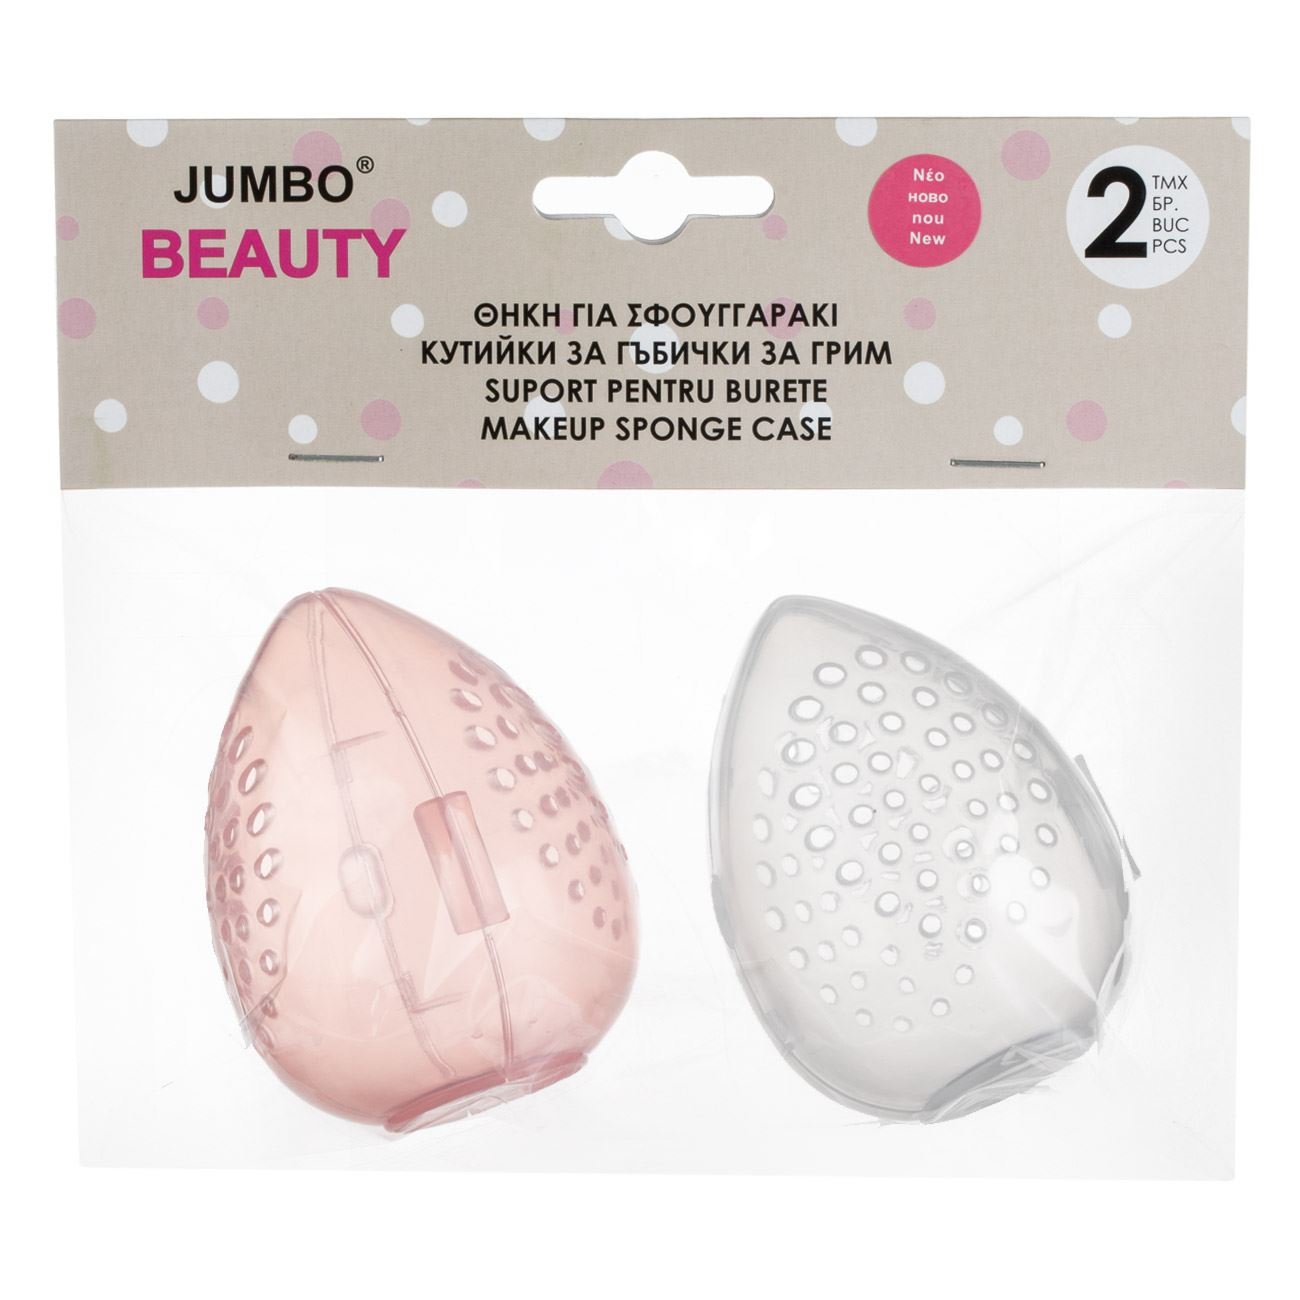 JUMBO®
BEAUTY
Νέο
НОВО
nou
New
2
ΤΜΧ
БР.
BUC
PCS
ΘΗΚΗ ΓΙΑ ΣΦΟΥΓΓΑΡΑΚΙ
КУТИЙКИ ЗА ГЪБИЧКИ ЗА ГРИМ
SUPORT PENTRU BURETE
MAKEUP SPONGE CASE